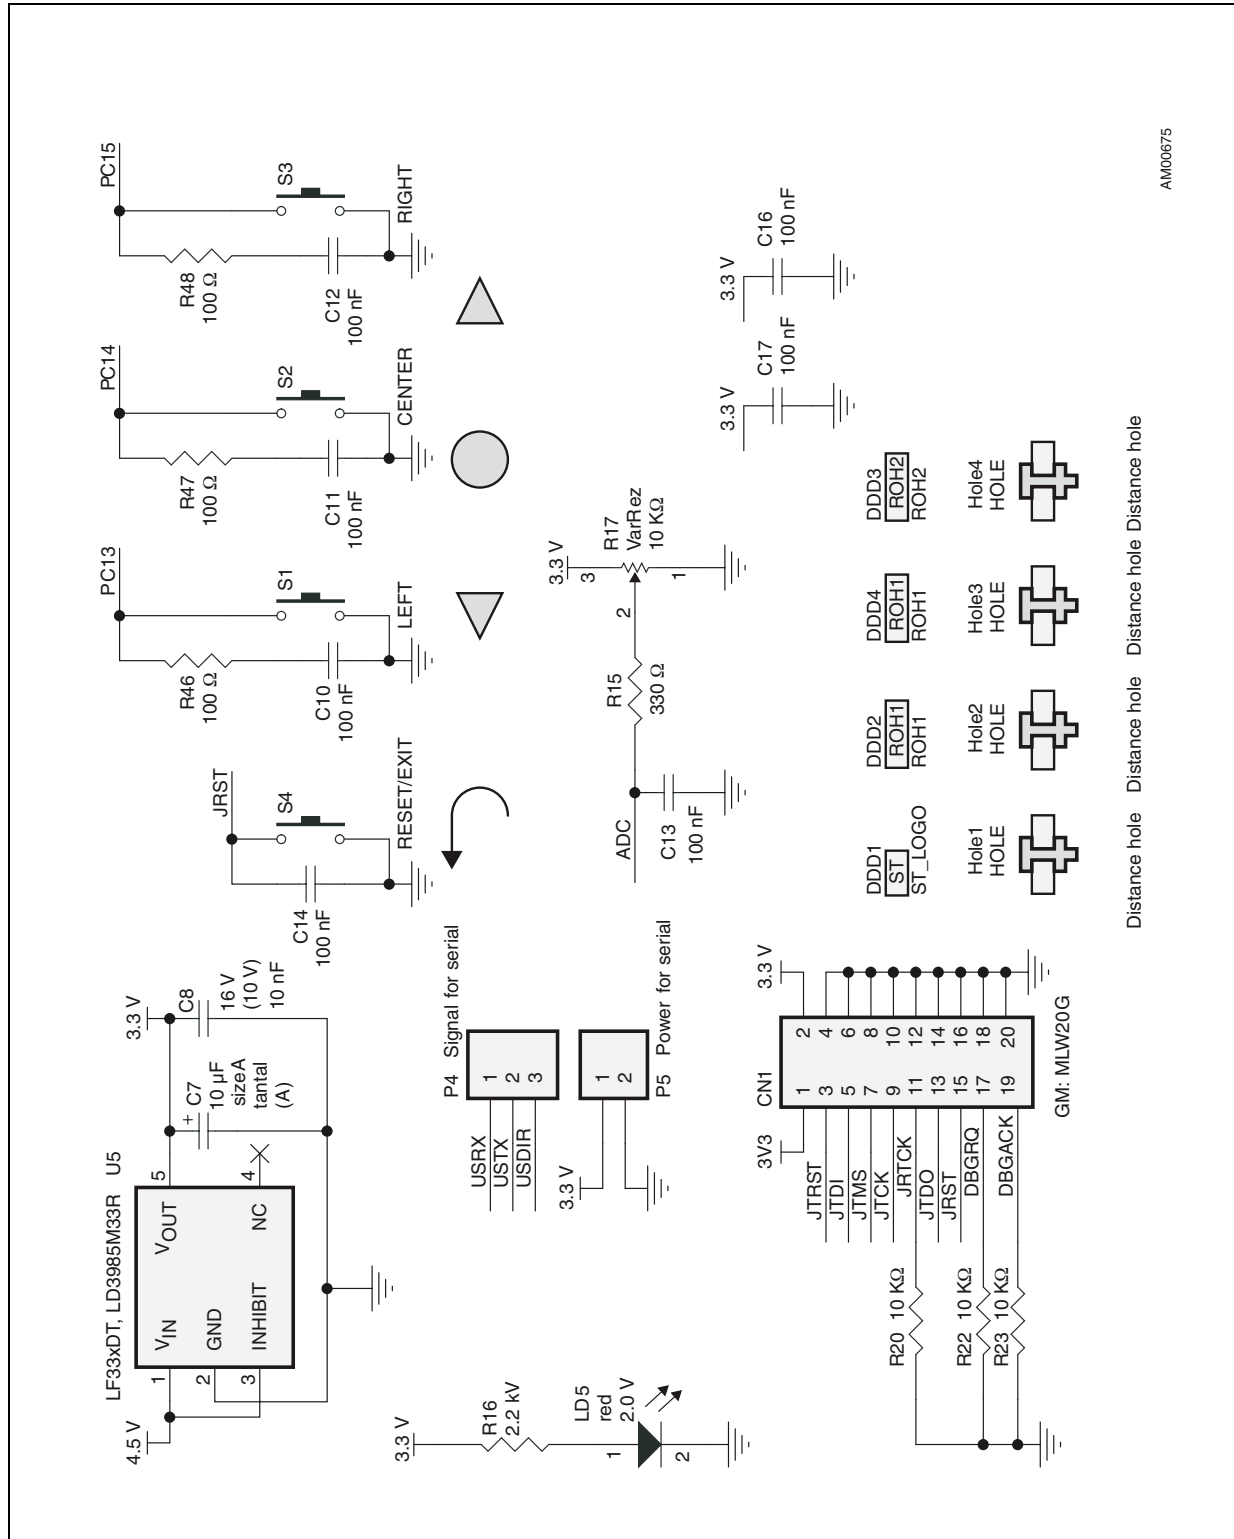 LF33xDT, LD3985M33R U5
4.5 V
1
VIN
2
GND
3
INHIBIT
VOUT
5
NC
4
+ C7
10 µF
sizeA
tantal
(A)
3.3 V
C8
16 V
(10 V)
10 nF
JRST
C14
100 nF
S4
RESET/EXIT
PC13
R46
100 Ω
C10
100 nF
S1
LEFT
PC14
R47
100 Ω
C11
100 nF
S2
CENTER
PC15
R48
100 Ω
C12
100 nF
S3
RIGHT
3.3 V
R16
2.2 kV
LD5
red
2.0 V
1
2
P4 Signal for serial
USRX
USTX
USDIR
1
2
3
3.3 V
1
2
P5 Power for serial
ADC
C13
100 nF
R15
330 Ω
2
3.3 V
3
R17
VarRez
10 KΩ
1
3.3 V
C17
100 nF
3.3 V
C16
100 nF
CN1
3V3
3.3 V
JTRST
JTDI
JTMS
JTCK
JRTCK
JTDO
JRST
DBGRQ
DBGACK
1 2
3 4
5 6
7 8
9 10
11 12
13 14
15 16
17 18
19 20
R20 10 KΩ
R22 10 KΩ
R23 10 KΩ
GM: MLW20G
DDD1
ST
ST_LOGO
DDD2
ROH1
ROH1
DDD4
ROH1
ROH1
DDD3
ROH2
ROH2
Hole1
HOLE
Hole2
HOLE
Hole3
HOLE
Hole4
HOLE
Distance hole Distance hole Distance hole Distance hole
AM00675